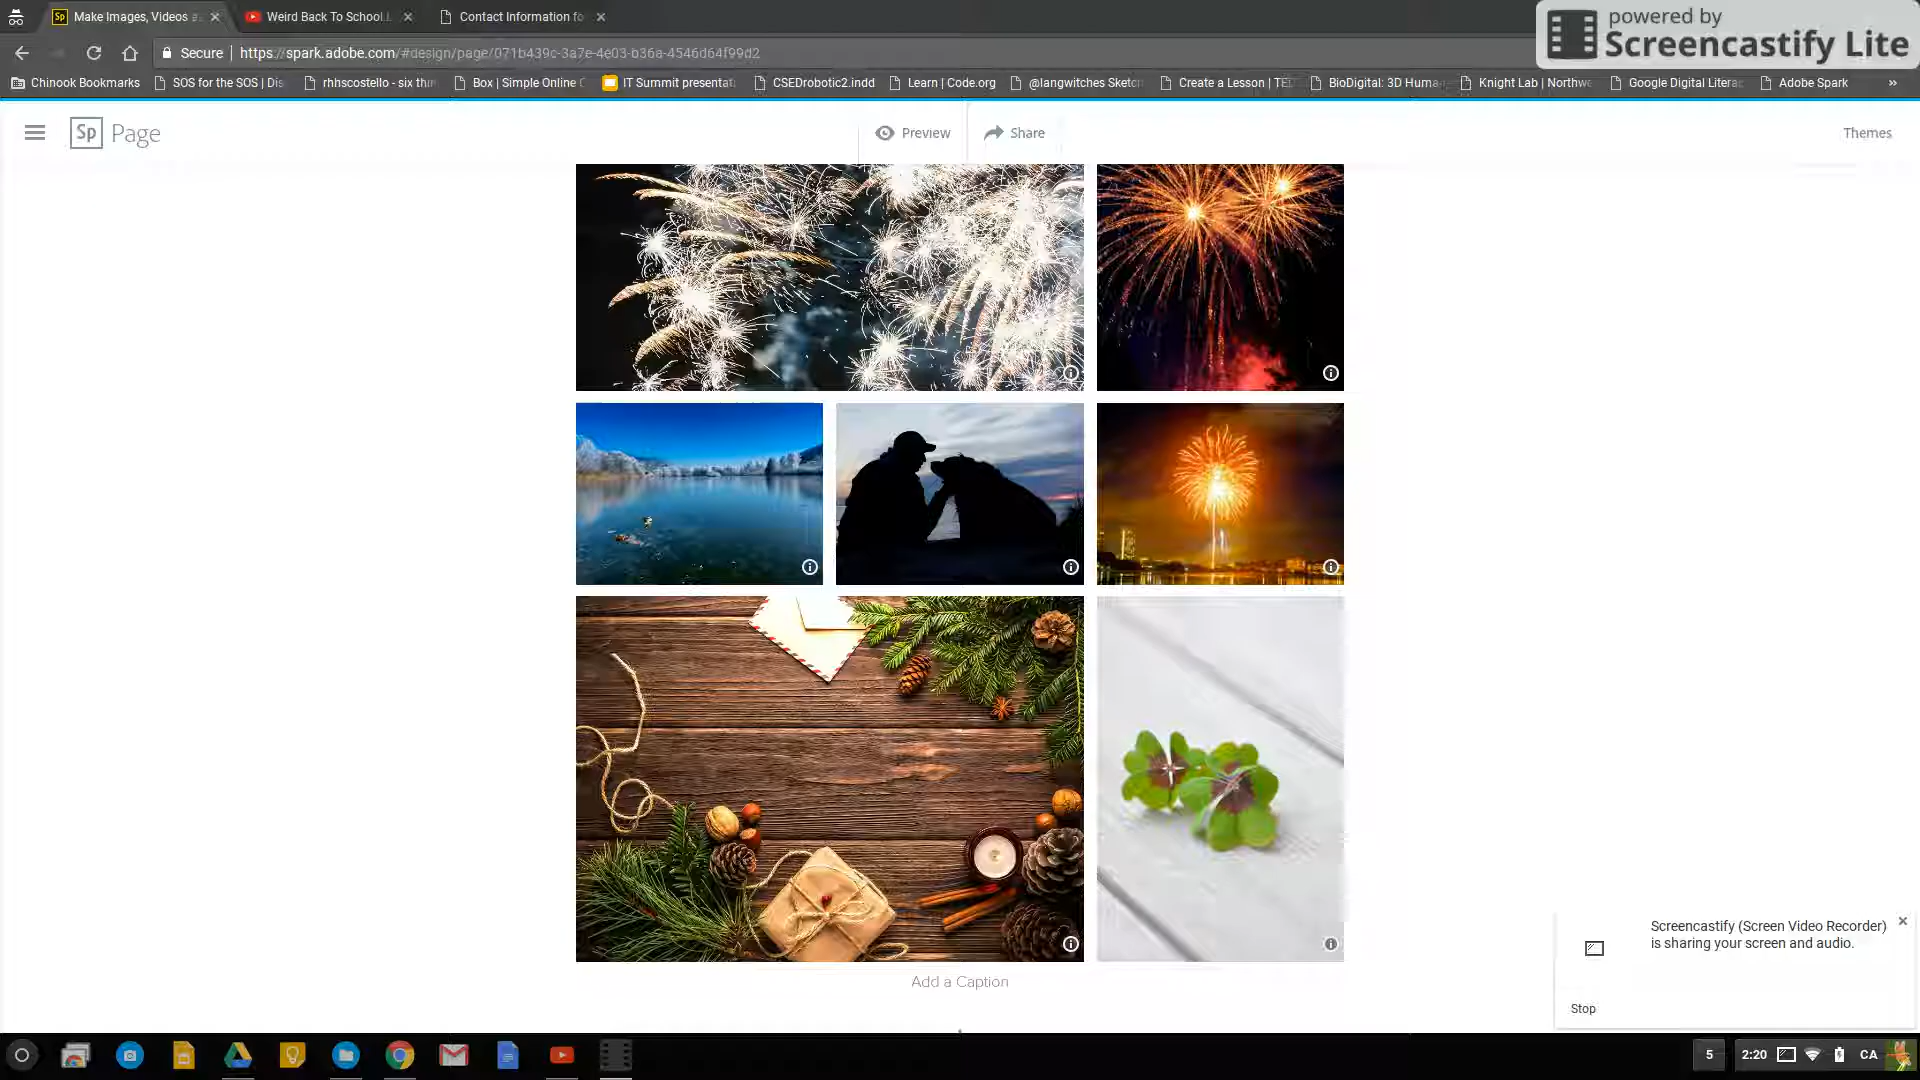 Make Images, Videos a
Weird Back To School.
Contact Information fo
powered by
Screencastify Lite
Secure
https://spark.adobe.com/#design/page/071b439c-3a7e-4e03-b36a-4546d64f99d2
Chinook Bookmarks
SOS for the SOS | Dis
rhhscostello - six thin
Box | Simple Online C
IT Summit presentat
CSEDrobotic2.indd
Learn | Code.org
@langwitches Sketch
Create a Lesson | TE
BioDigital: 3D Huma
Knight Lab | Northwe
Google Digital Literac
Adobe Spark
»
Sp Page
Preview
Share
Themes
Add a Caption
Screencastify (Screen Video Recorder)
is sharing your screen and audio.
Stop
5
2:20
CA